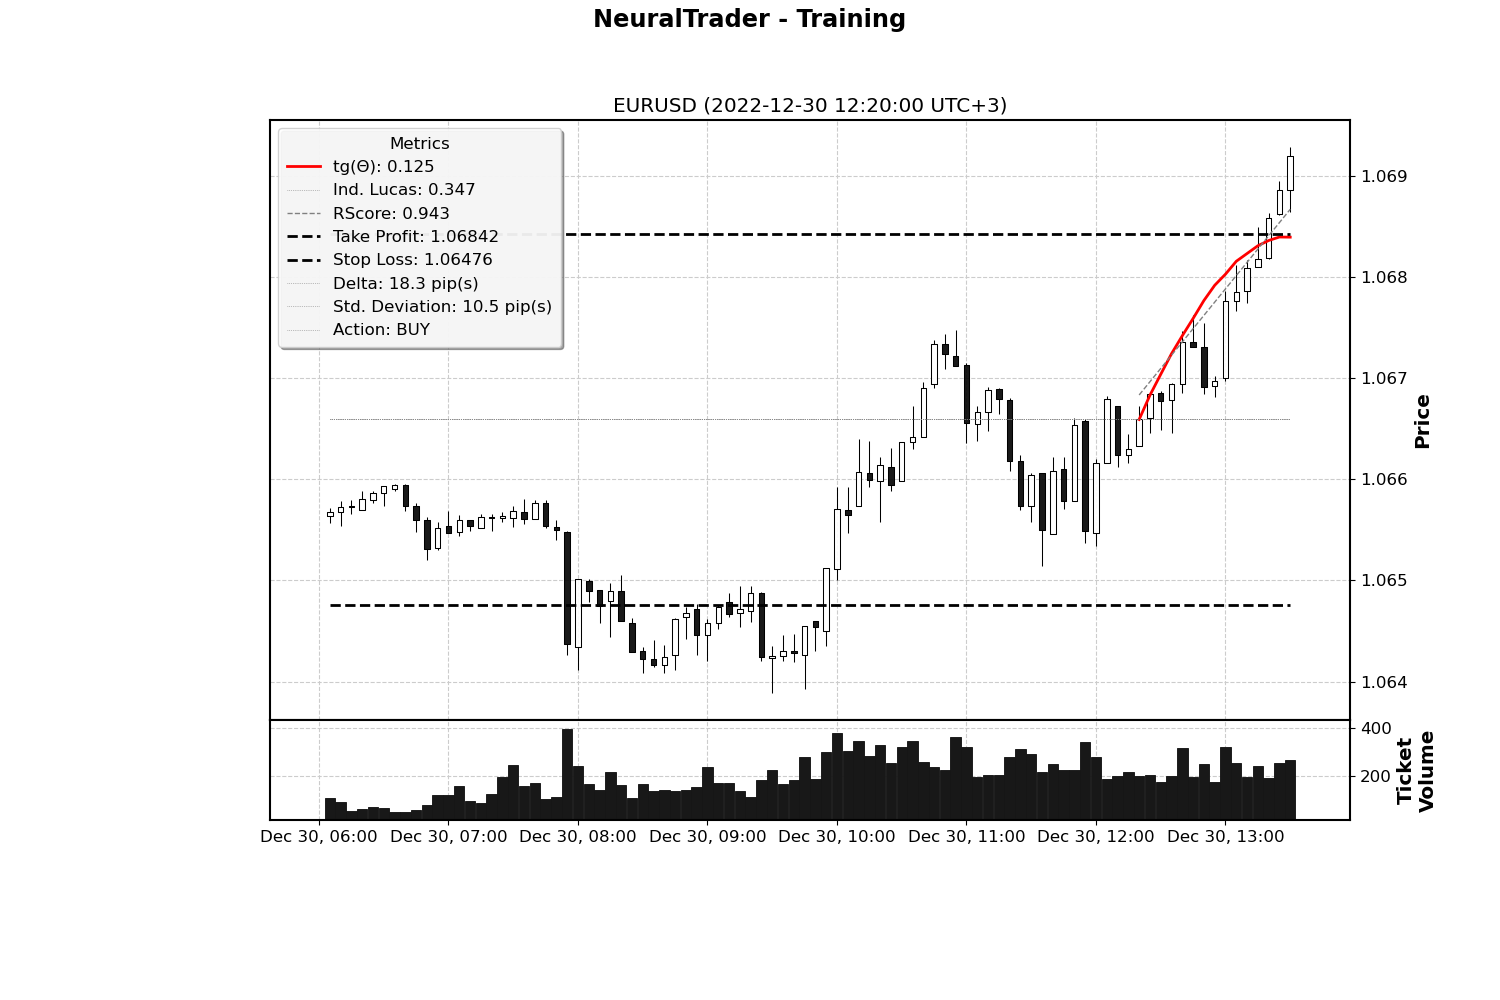 NeuralTrader - Training
EURUSD (2022-12-30 12:20:00 UTC+3)
Metrics
tg(Θ): 0.125
Ind. Lucas: 0.347
RScore: 0.943
Take Profit: 1.06842
Stop Loss: 1.06476
Delta: 18.3 pip(s)
Std. Deviation: 10.5 pip(s)
Action: BUY
1.069
1.068
1.067
1.066
1.065
1.064
Price
400
200
Ticket
Volume
Dec 30, 06:00
Dec 30, 07:00
Dec 30, 08:00
Dec 30, 09:00
Dec 30, 10:00
Dec 30, 11:00
Dec 30, 12:00
Dec 30, 13:00